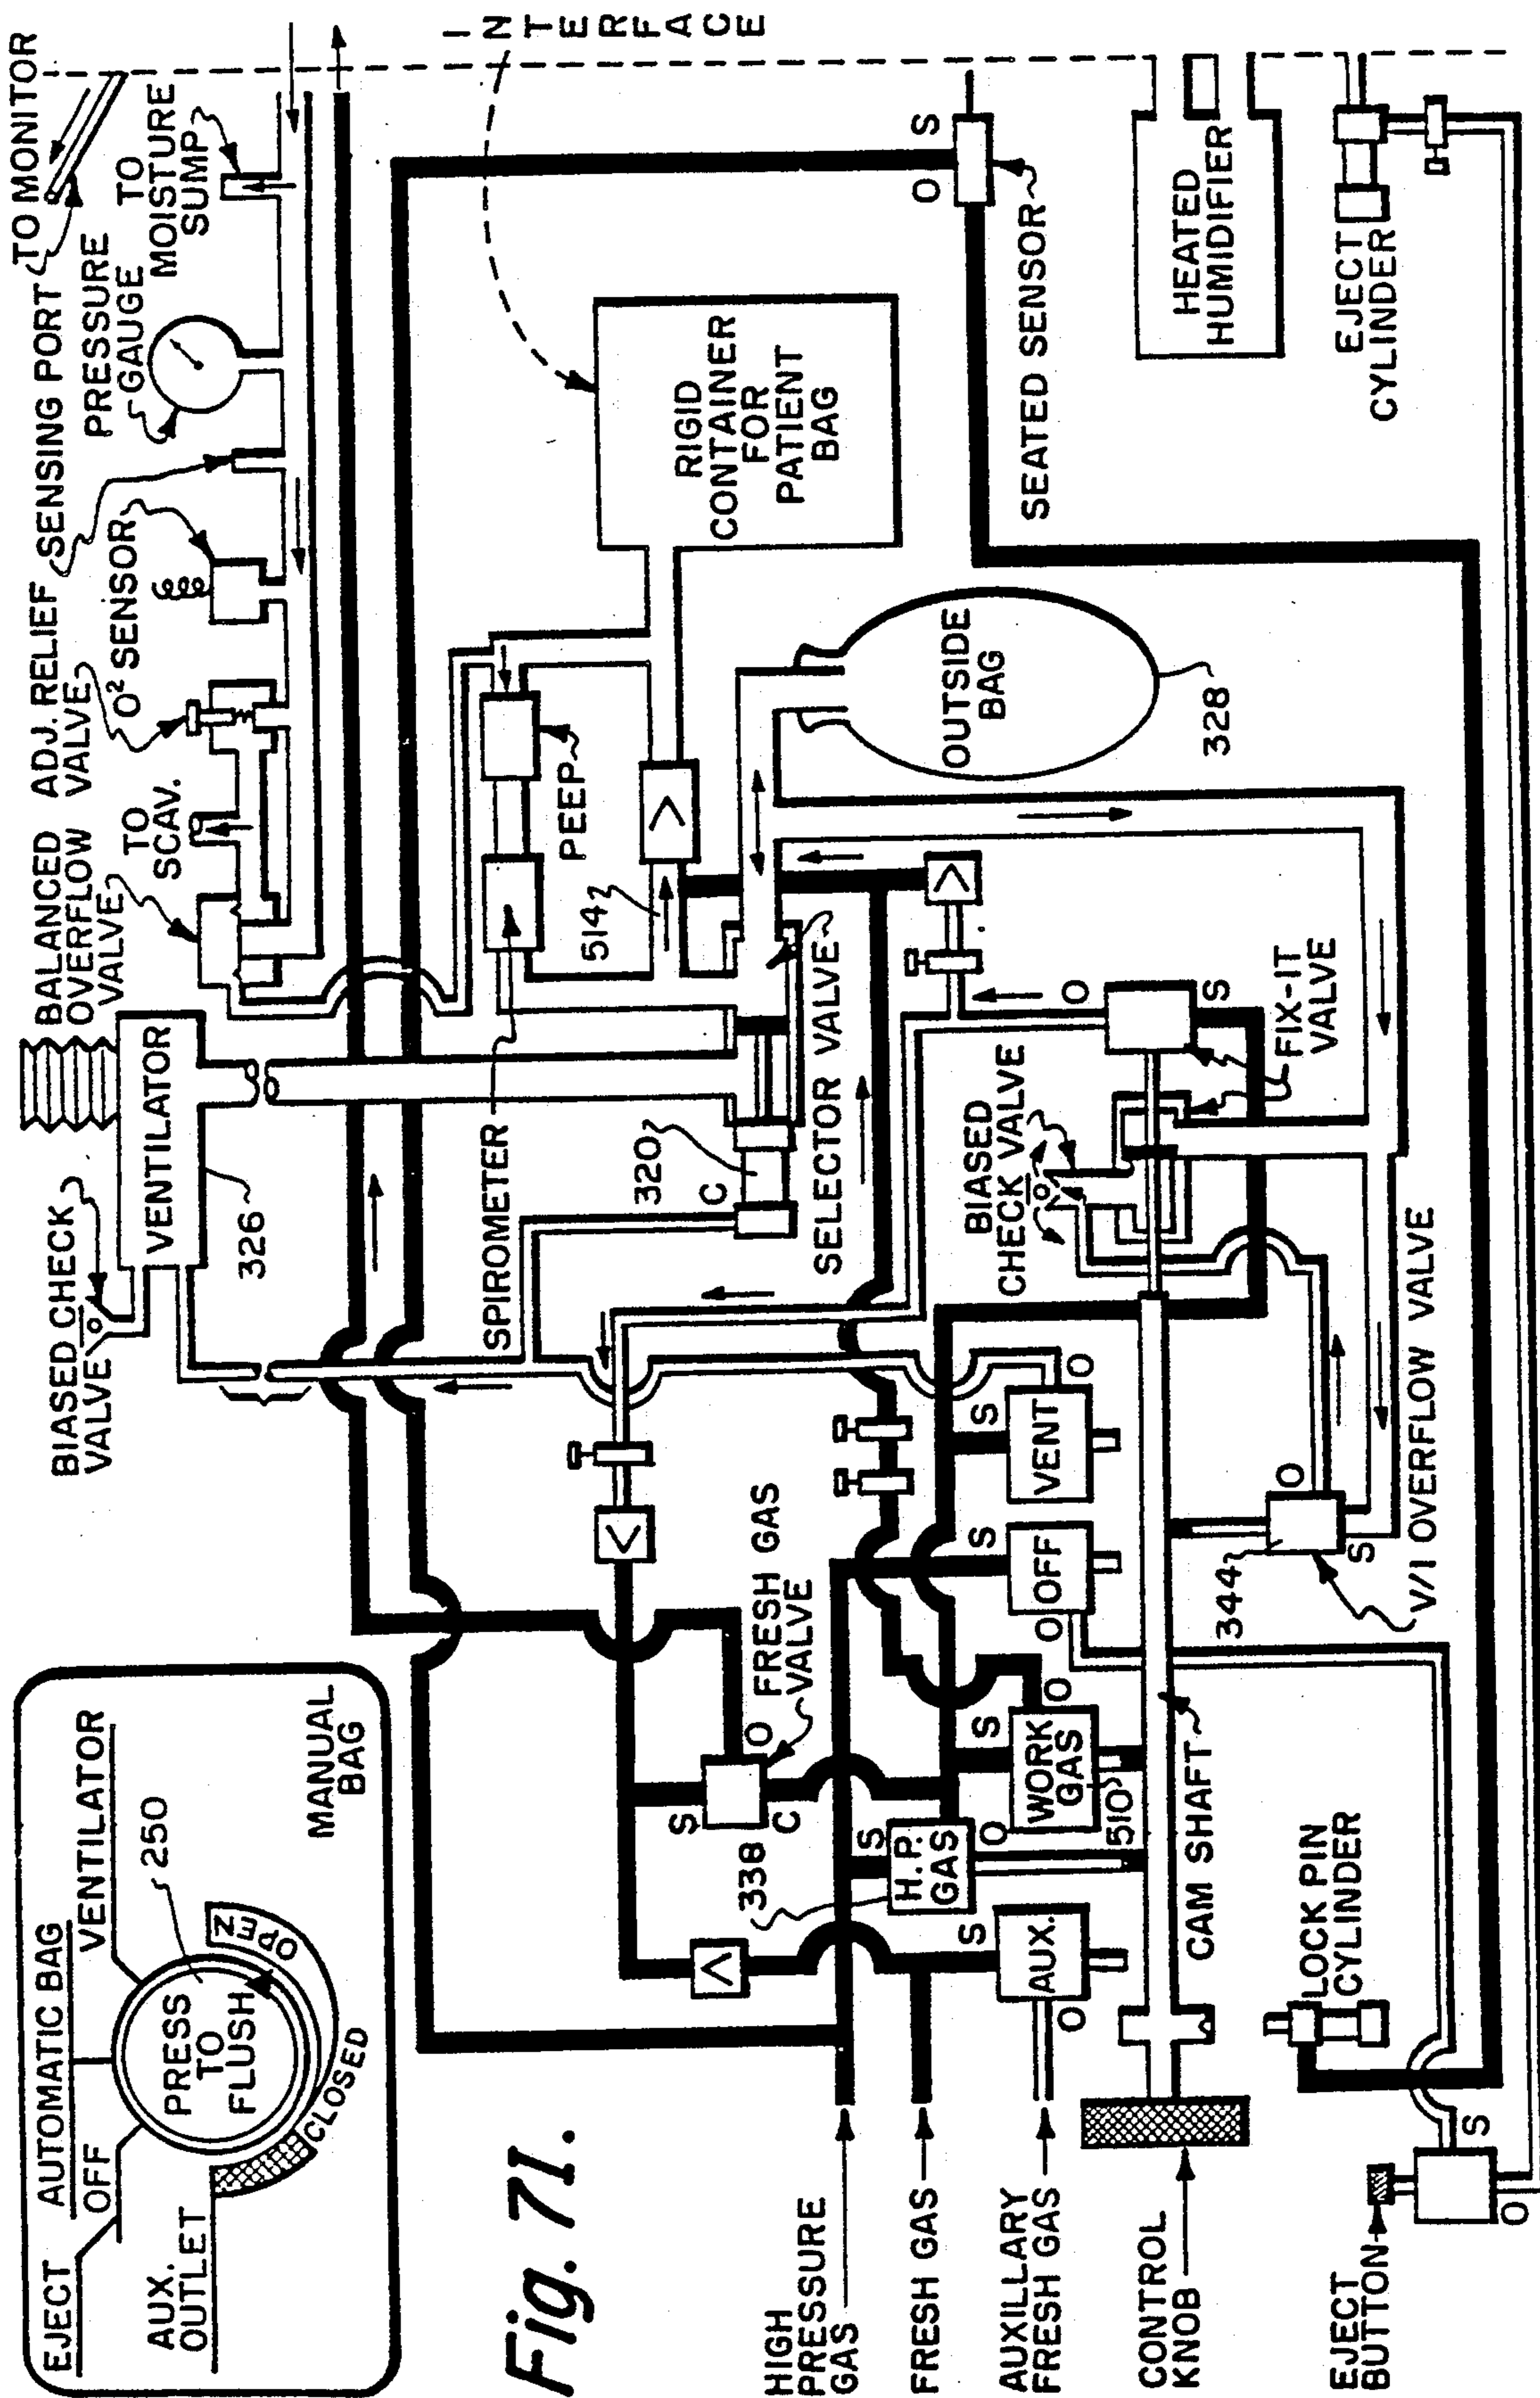 TO MONITOR
SENSING PORT
TO
MOISTURE
SUMP
PRESSURE
GAUGE
ADJ. RELIEF
VALVE
O² SENSOR
BALANCED
OVERFLOW
VALVE
TO
SCAV.
BIASED CHECK
VALVE
VENTILATOR
326
INTERFACE
SPIROMETER
PEEP
514
320
C
SELECTOR VALVE
RIGID
CONTAINER
FOR
PATIENT
BAG
OUTSIDE
BAG
328
O
S
SEATED SENSOR
HEATED
HUMIDIFIER
EJECT
CYLINDER
BIASED
CHECK VALVE
O
S
FIX-IT
VALVE
V/I OVERFLOW VALVE
344
O
S
VENT
S
O
OFF
S
O
WORK
GAS
S
O
510
H.P.
GAS
S
O
338
FRESH GAS
VALVE
S
O
C
AUX.
S
O
CAM SHAFT
LOCK PIN
CYLINDER
EJECT
OFF
AUTOMATIC BAG
VENTILATOR
250
PRESS
TO
FLUSH
OPEN
CLOSED
AUX.
OUTLET
MANUAL
BAG
Fig. 7I.
HIGH
PRESSURE
GAS
FRESH GAS
AUXILLARY
FRESH GAS
CONTROL
KNOB
EJECT
BUTTON
S
O